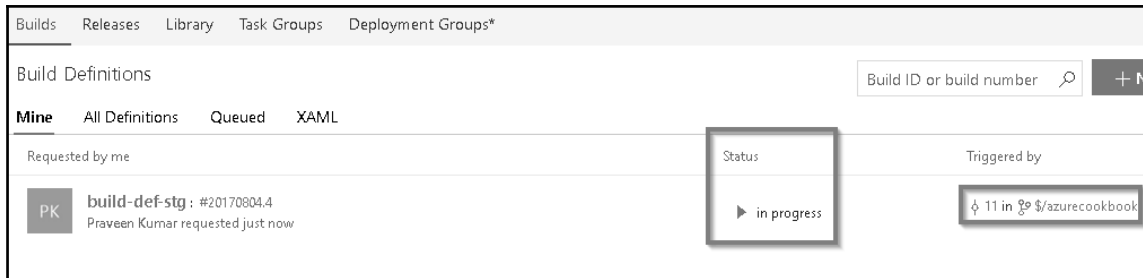 Builds Releases Library Task Groups Deployment Groups*
Build Definitions
Build ID or build number
Mine All Definitions Queued XAML
Requested by me Status Triggered by
PK build-def-stg : #20170804.4 in progress 11 in $/azurecookbook
Praveen Kumar requested just now